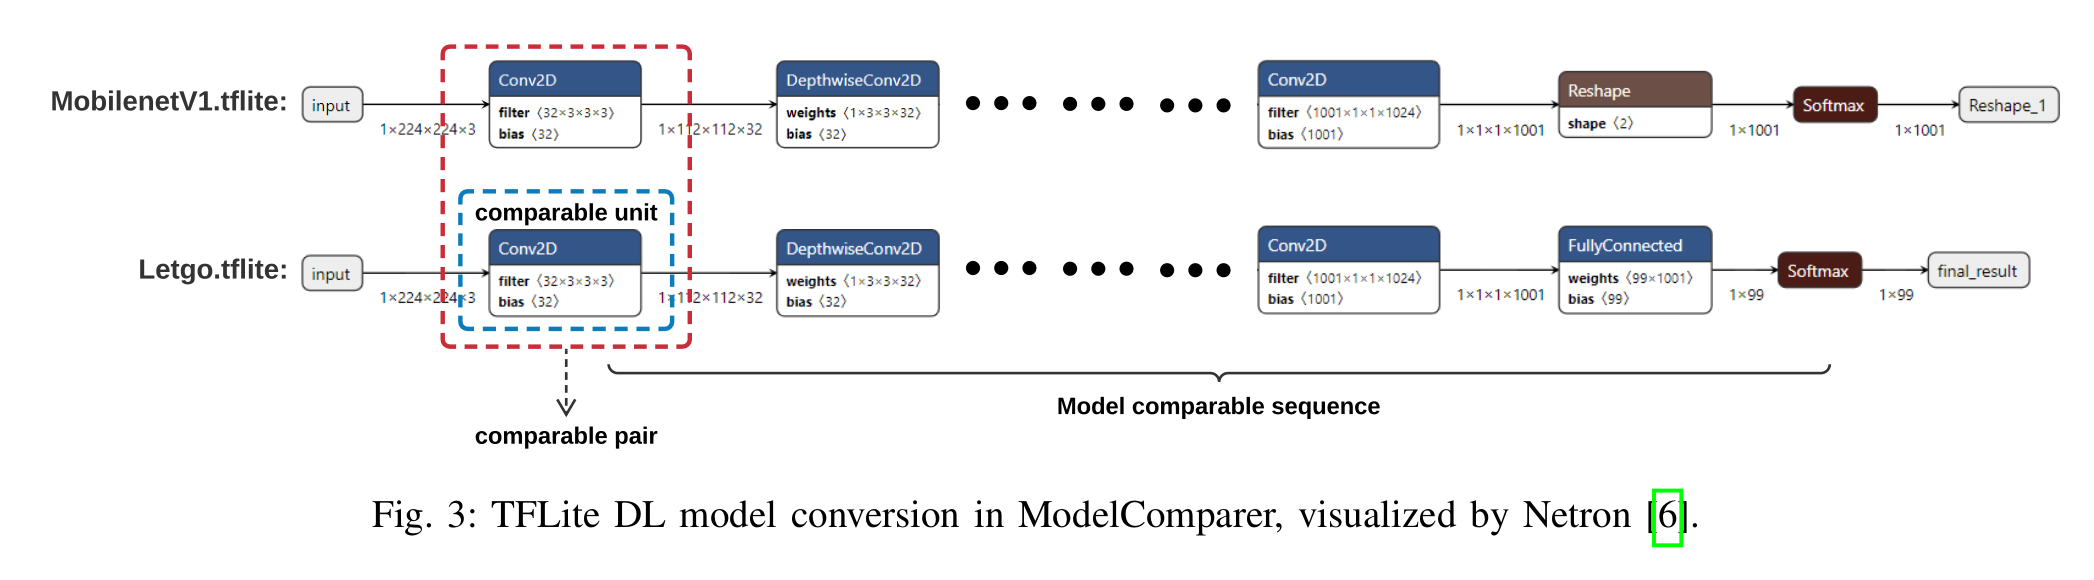 MobilenetV1.tflite:
input
1×224×224×3
Conv2D
filter ⟨32×3×3×3⟩
bias ⟨32⟩
1×112×112×32
DepthwiseConv2D
weights ⟨1×3×3×32⟩
bias ⟨32⟩
Conv2D
filter ⟨1001×1×1×1024⟩
bias ⟨1001⟩
1×1×1×1001
Reshape
shape ⟨2⟩
1×1001
Softmax
1×1001
Reshape_1
comparable unit
Letgo.tflite:
input
1×224×224×3
Conv2D
filter ⟨32×3×3×3⟩
bias ⟨32⟩
1×112×112×32
DepthwiseConv2D
weights ⟨1×3×3×32⟩
bias ⟨32⟩
Conv2D
filter ⟨1001×1×1×1024⟩
bias ⟨1001⟩
1×1×1×1001
FullyConnected
weights ⟨99×1001⟩
bias ⟨99⟩
1×99
Softmax
1×99
final_result
Model comparable sequence
comparable pair
Fig. 3: TFLite DL model conversion in ModelComparer, visualized by Netron [6].